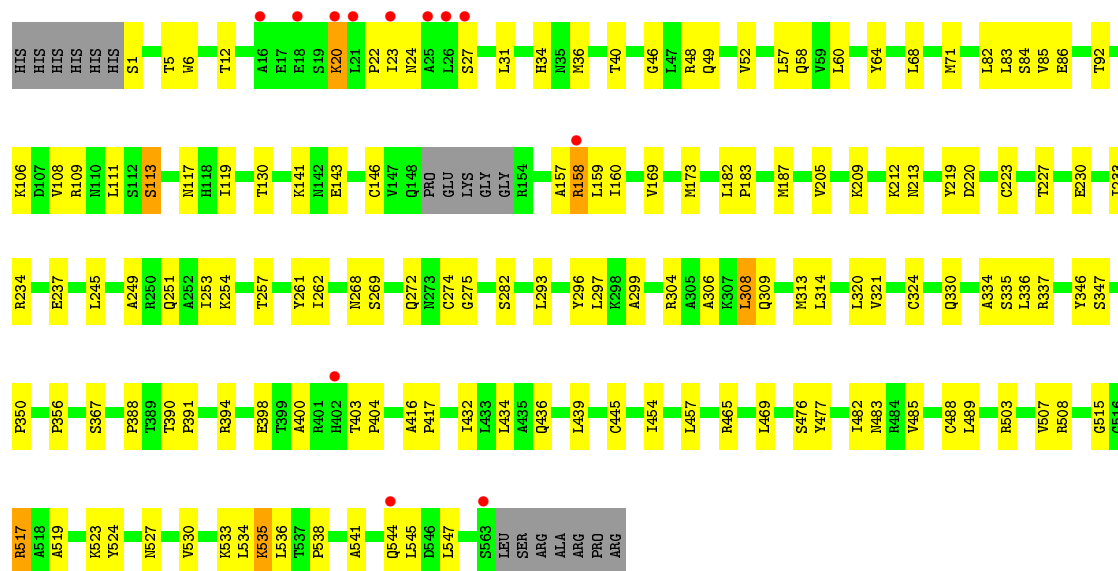 HIS HIS HIS HIS HIS HIS S1 T5 W6 T12 A16 E17 E18 S19 K20 L21 P22 I23 N24 A25 L26 S27 L31 H34 N35 M36 T40 G46 L47 R48 Q49 V52 L57 Q58 V59 L60 Y64 L68 M71 L82 L83 S84 V85 E86 T92
K106 D107 V108 R109 N110 L111 S112 S113 N117 H118 I119 T130 K141 N142 E143 C146 V147 Q148 PRO GLU LYS GLY GLY R154 A157 R158 L159 I160 V169 M173 L182 P183 M187 V205 K209 K212 N213 Y219 D220 C223 T227 E230 I233
R234 E237 L245 A249 R250 Q251 A252 I253 K254 T257 Y261 I262 N268 S269 Q272 N273 C274 G275 S282 L293 Y296 L297 K298 A299 R304 A305 A306 K307 L308 Q309 M313 L314 L320 V321 C324 Q330 A334 S335 L336 R337 Y346 S347
P350 P356 S367 P388 T389 T390 P391 R394 E398 T399 A400 R401 H402 T403 P404 A416 P417 I432 L433 L434 A435 Q436 L439 C445 I454 L457 R465 L469 S476 Y477 I482 N483 R484 V485 C488 L489 R503 V507 R508 G515 G516
R517 A518 A519 K523 Y524 N527 V530 K533 L534 K535 L536 T537 P538 A541 Q544 L545 D546 L547 S563 LEU SER ARG ALA ARG PRO ARG